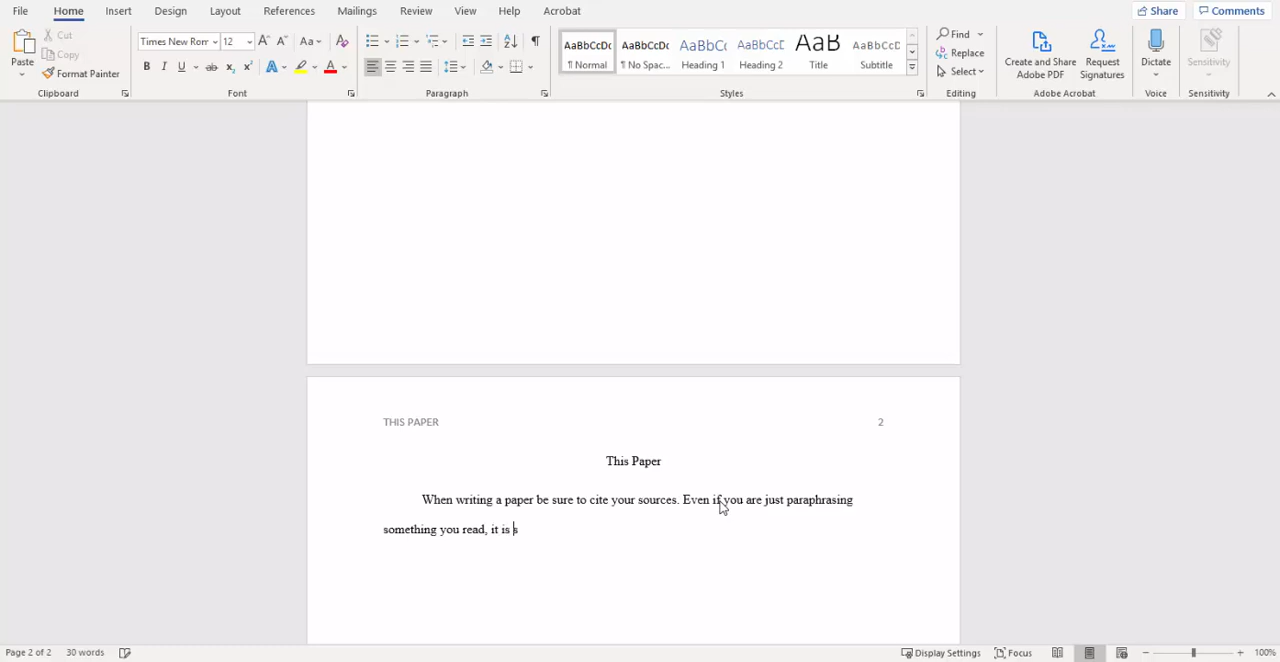 File Home Insert Design Layout References Mailings Review View Help Acrobat Share Comments
Paste Cut Copy Format Painter Clipboard
Times New Rom 12 Aa Font
Paragraph
AaBbCcDc ¶ Normal AaBbCcDc ¶ No Spac... AaBbCc Heading 1 AaBbCcD Heading 2 AaB Title AaBbCcD Subtitle Styles
Find Replace Select Editing
Create and Share Adobe PDF Request Signatures Adobe Acrobat
Dictate Voice
Sensitivity Sensitivity
THIS PAPER 2
This Paper
When writing a paper be sure to cite your sources. Even if you are just paraphrasing
something you read, it is s
Page 2 of 2 30 words Display Settings Focus 100%